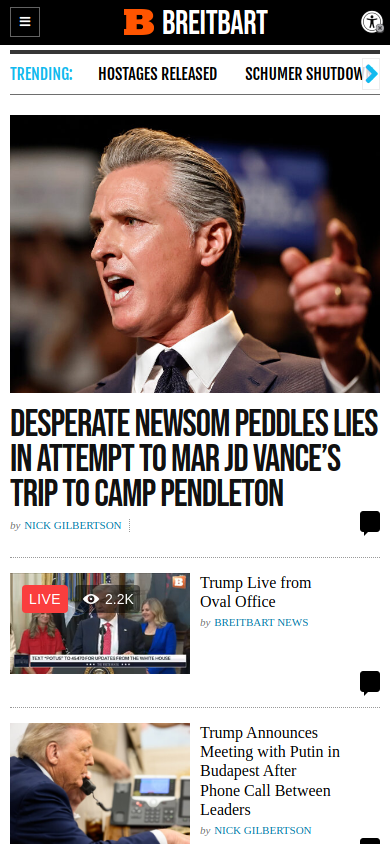 BREITBART
TRENDING:
HOSTAGES RELEASED
SCHUMER SHUTDOW
DESPERATE NEWSOM PEDDLES LIES
IN ATTEMPT TO MAR JD VANCE'S
TRIP TO CAMP PENDLETON
by NICK GILBERTSON
LIVE
2.2K
TEXT "POTUS" TO 45470 FOR UPDATES FROM THE WHITE HOUSE
Trump Live from
Oval Office
by BREITBART NEWS
Trump Announces
Meeting with Putin in
Budapest After
Phone Call Between
Leaders
by NICK GILBERTSON